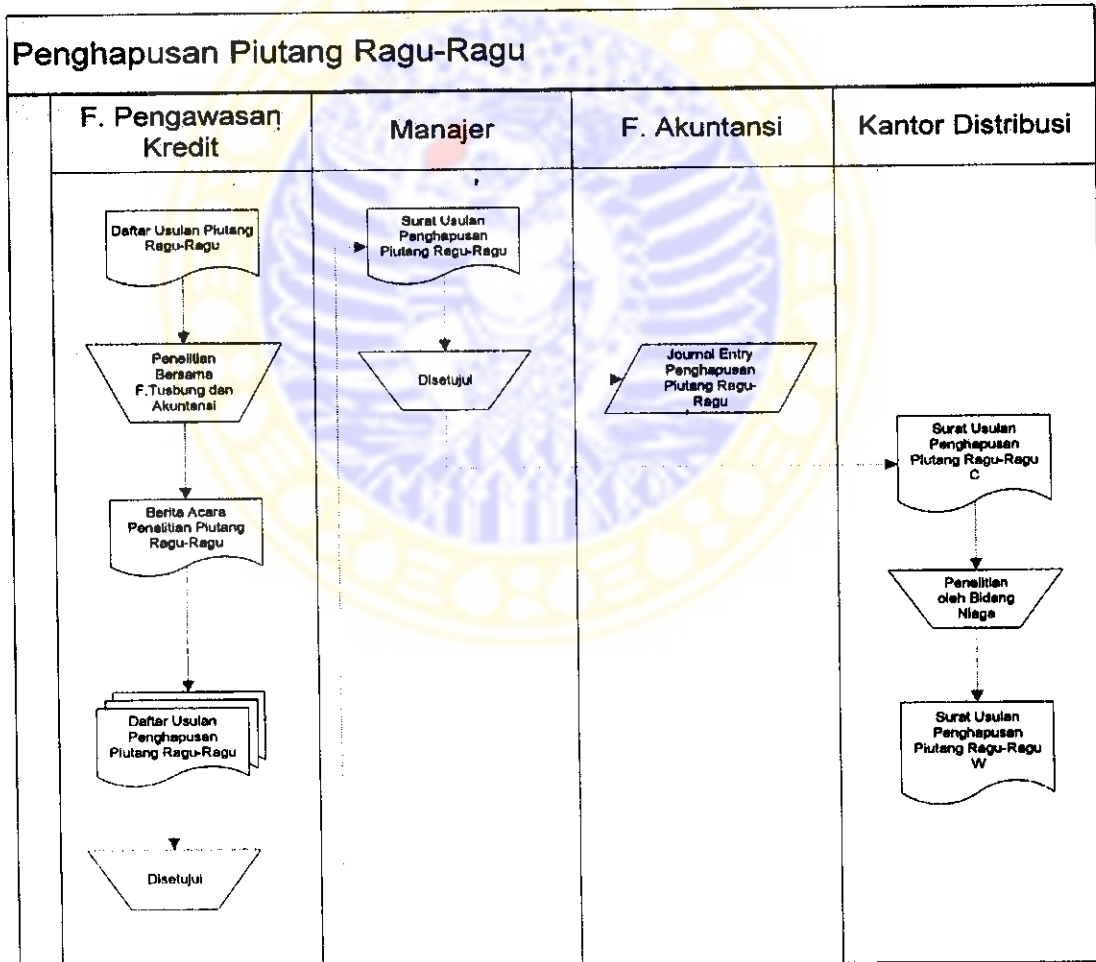 Penghapusan Piutang Ragu-Ragu
F. Pengawasan
Kredit
Manajer
F. Akuntansi
Kantor Distribusi
Daftar Usulan Piutang
Ragu-Ragu
Penelitian
Bersama
F.Tusbung dan
Akuntansi
Berita Acara
Penelitian Piutang
Ragu-Ragu
Daftar Usulan
Penghapusan
Piutang Ragu-Ragu
Disetujui
Surat Usulan
Penghapusan
Piutang Ragu-Ragu
Disetujui
Journal Entry
Penghapusan
Piutang Ragu-
Ragu
Surat Usulan
Penghapusan
Piutang Ragu-Ragu
C
Penelitian
oleh Bidang
Niaga
Surat Usulan
Penghapusan
Piutang Ragu-Ragu
W